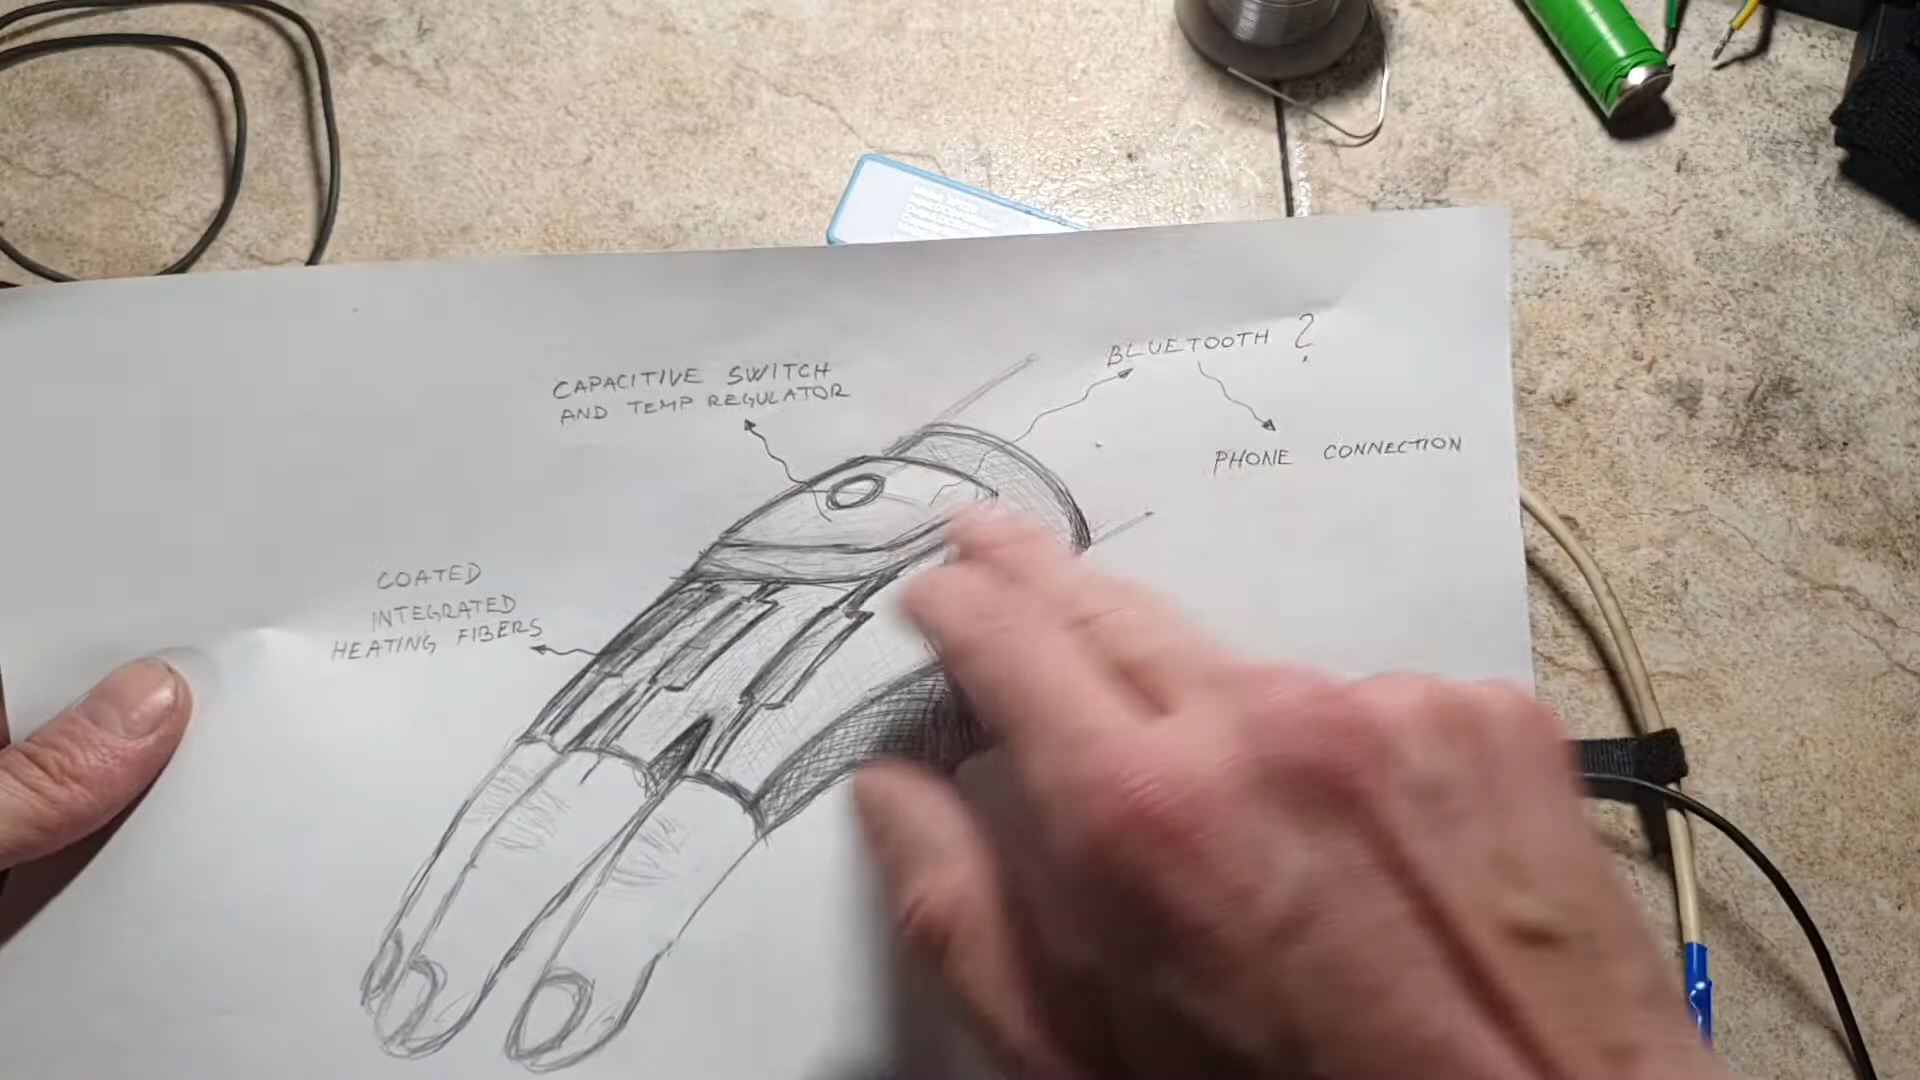 BLUETOOTH ?
CAPACITIVE SWITCH
AND TEMP REGULATOR
PHONE CONNECTION
COATED
INTEGRATED
HEATING FIBERS